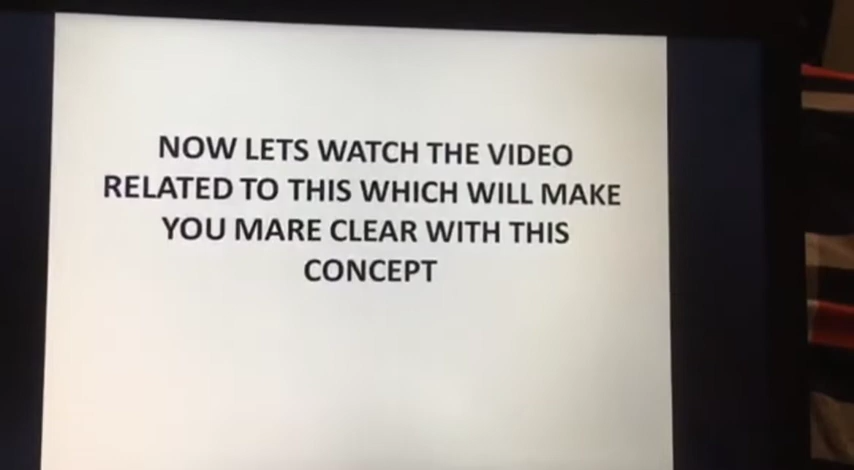 NOW LETS WATCH THE VIDEO
RELATED TO THIS WHICH WILL MAKE
YOU MARE CLEAR WITH THIS
CONCEPT